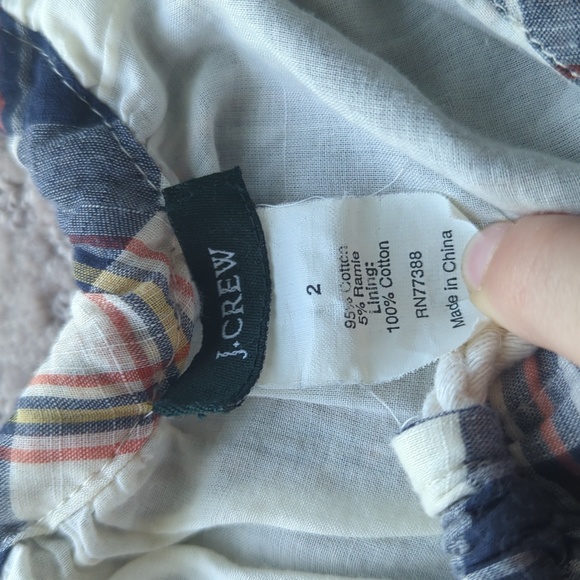 J.CREW
2
95% Cotton
5% Ramie
Lining:
100% Cotton
RN77388
Made in China